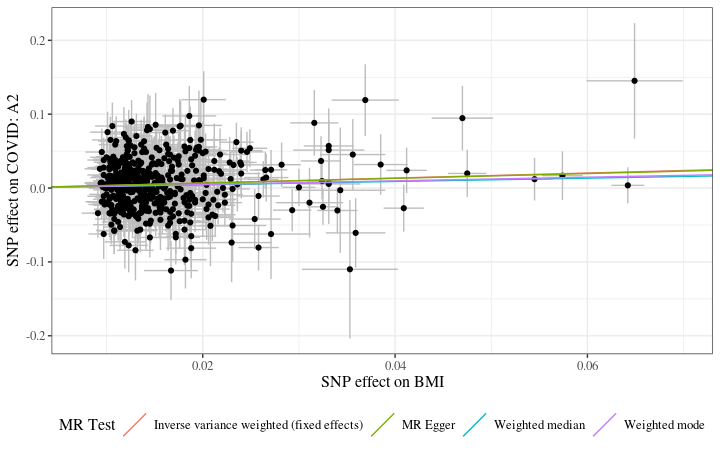 0.2
0.1
0.0
-0.1
-0.2
SNP effect on COVID: A2
0.02 0.04 0.06
SNP effect on BMI
MR Test Inverse variance weighted (fixed effects) MR Egger Weighted median Weighted mode